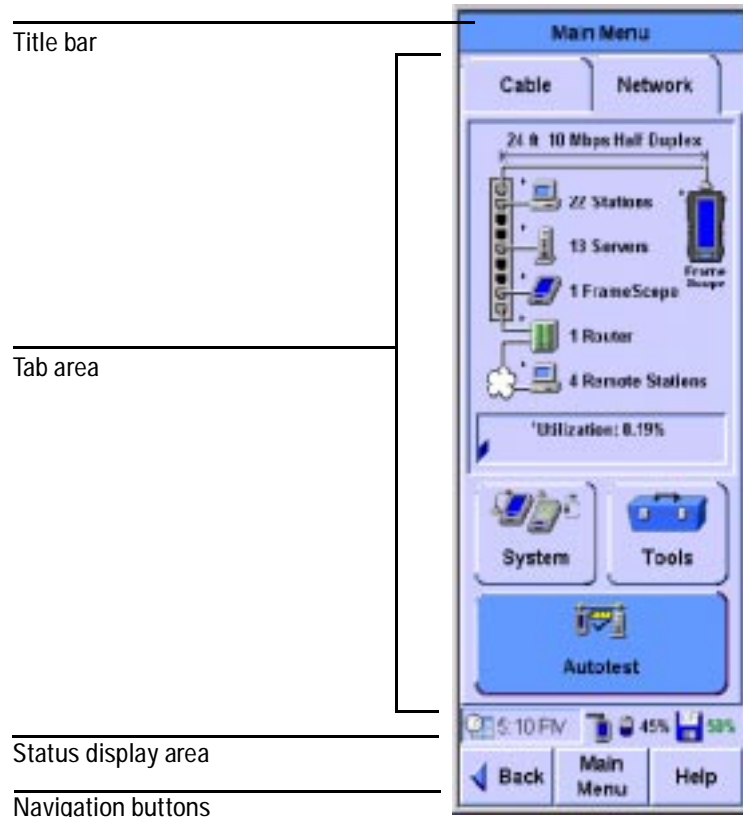 Title bar
Main Menu
Cable
Network
24 ft 10 Mbps Half Duplex
22 Stations
13 Servers
Frame
Scope
1 FrameScope
1 Router
Tab area
4 Remote Stations
*Utilization: 0.19%
System
Tools
Autotest
5:10 PM
45%
50%
Status display area
Back
Main
Menu
Help
Navigation buttons